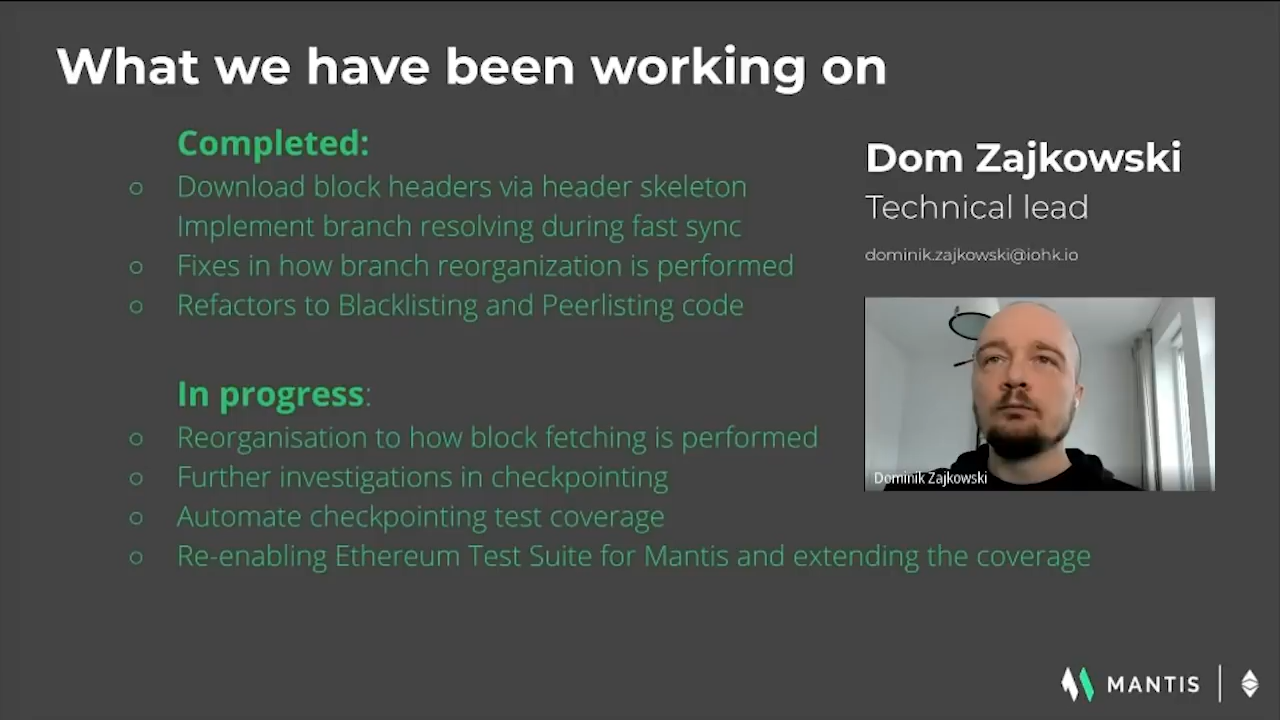 What we have been working on
Completed:
Download block headers via header skeleton
Implement branch resolving during fast sync
Fixes in how branch reorganization is performed
Refactors to Blacklisting and Peerlisting code
In progress:
Reorganisation to how block fetching is performed
Further investigations in checkpointing
Automate checkpointing test coverage
Re-enabling Ethereum Test Suite for Mantis and extending the coverage
Dom Zajkowski
Technical lead
dominik.zajkowski@iohk.io
Dominik Zajkowski
MANTIS